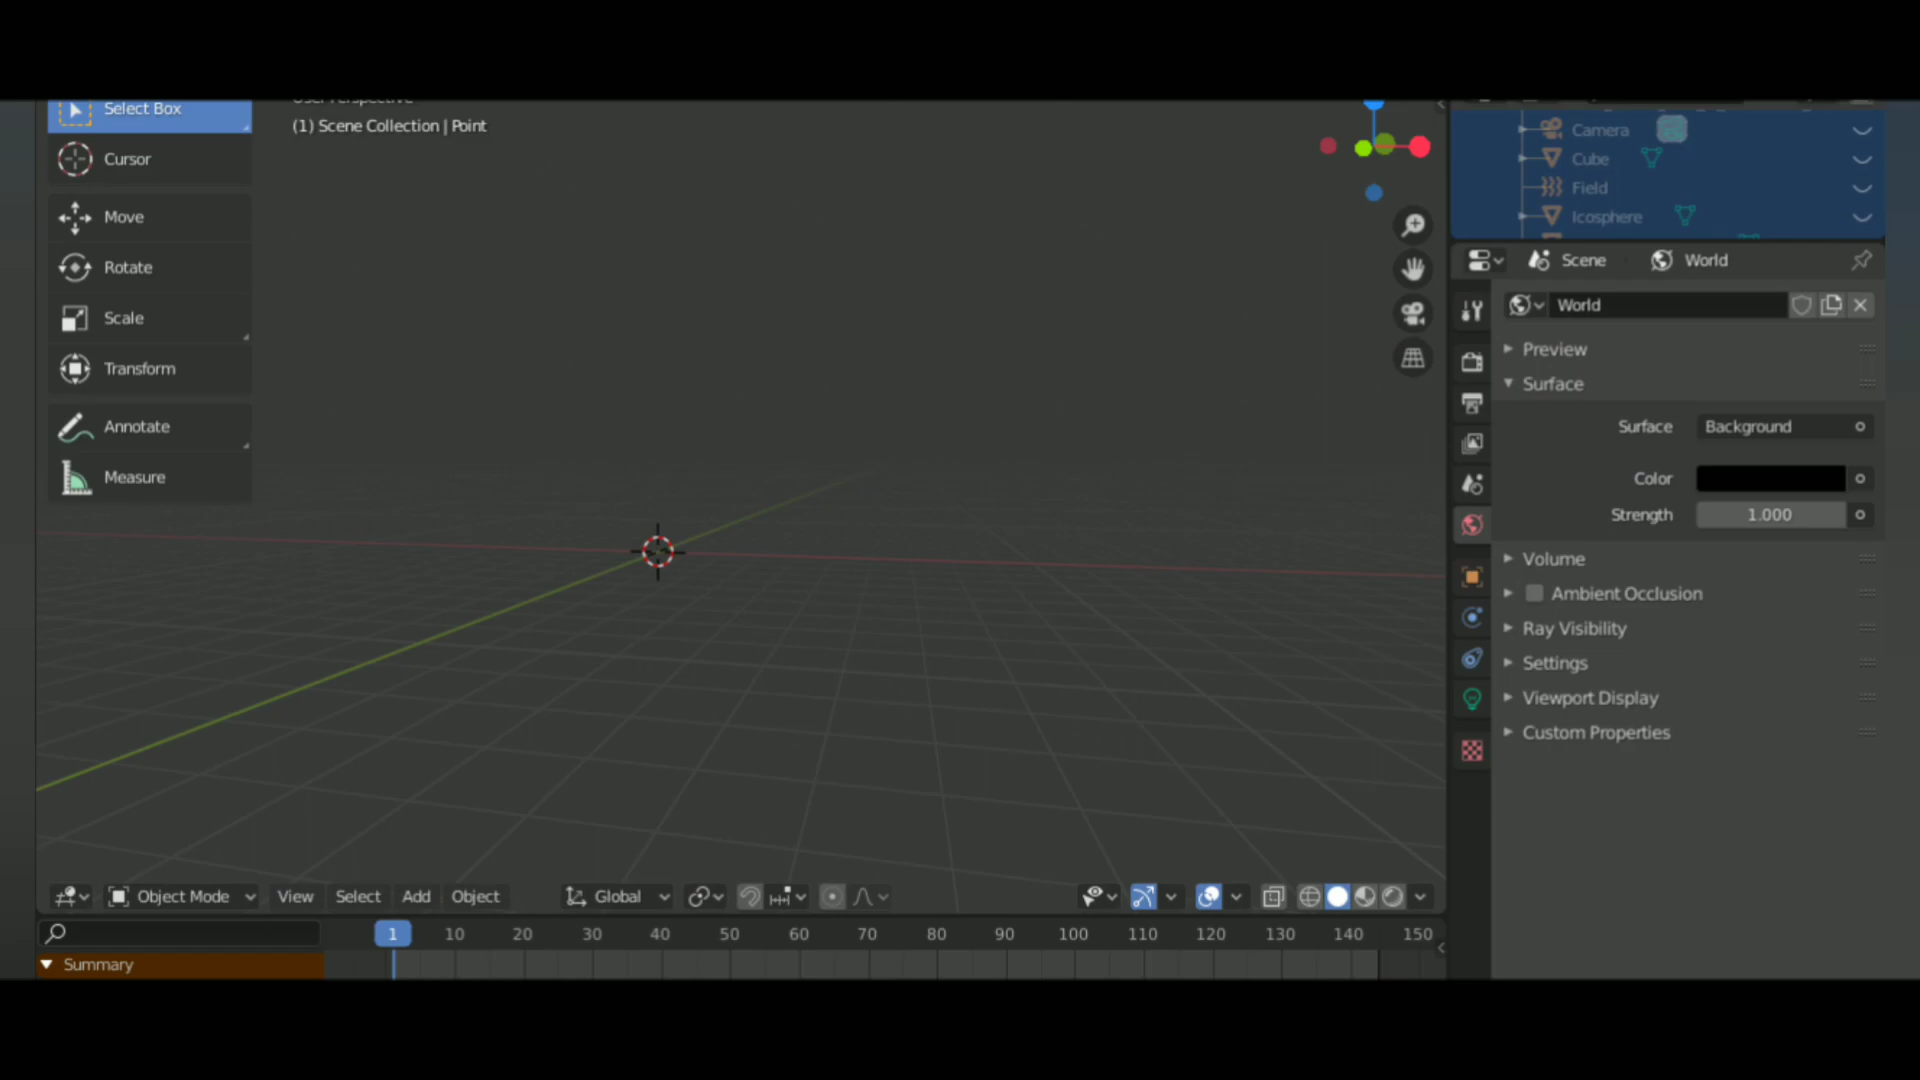 Select Box
User Perspective
(1) Scene Collection | Point
Cursor
Move
Rotate
Scale
Transform
Annotate
Measure
Camera
Cube
Field
Icosphere
Scene
World
World
Preview
Surface
Surface
Background
Color
Strength
1.000
Volume
Ambient Occlusion
Ray Visibility
Settings
Viewport Display
Custom Properties
Object Mode
View
Select
Add
Object
Global
1
10
20
30
40
50
60
70
80
90
100
110
120
130
140
150
Summary